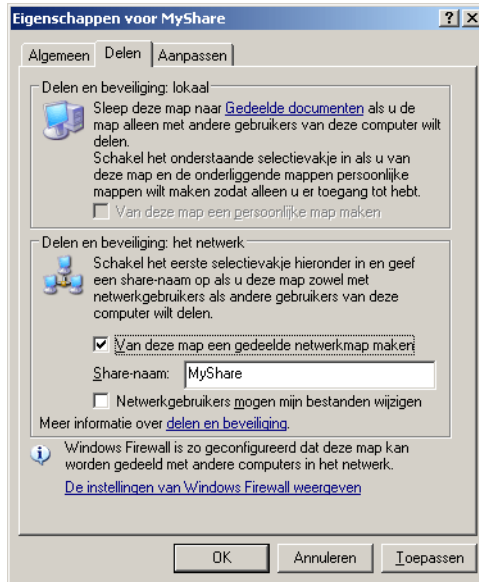 Eigenschappen voor MyShare
Algemeen Delen Aanpassen
Delen en beveiliging: lokaal
Sleep deze map naar Gedeelde documenten als u de
map alleen met andere gebruikers van deze computer wilt
delen.
Schakel het onderstaande selectievakje in als u van
deze map en de onderliggende mappen persoonlijke
mappen wilt maken zodat alleen u er toegang tot hebt.
Van deze map een persoonlijke map maken
Delen en beveiliging: het netwerk
Schakel het eerste selectievakje hieronder in en geef
een share-naam op als u deze map zowel met
netwerkgebruikers als andere gebruikers van deze
computer wilt delen.
Van deze map een gedeelde netwerkmap maken
Share-naam: MyShare
Netwerkgebruikers mogen mijn bestanden wijzigen
Meer informatie over delen en beveiliging.
Windows Firewall is zo geconfigureerd dat deze map kan
worden gedeeld met andere computers in het netwerk.
De instellingen van Windows Firewall weergeven
OK Annuleren Toepassen